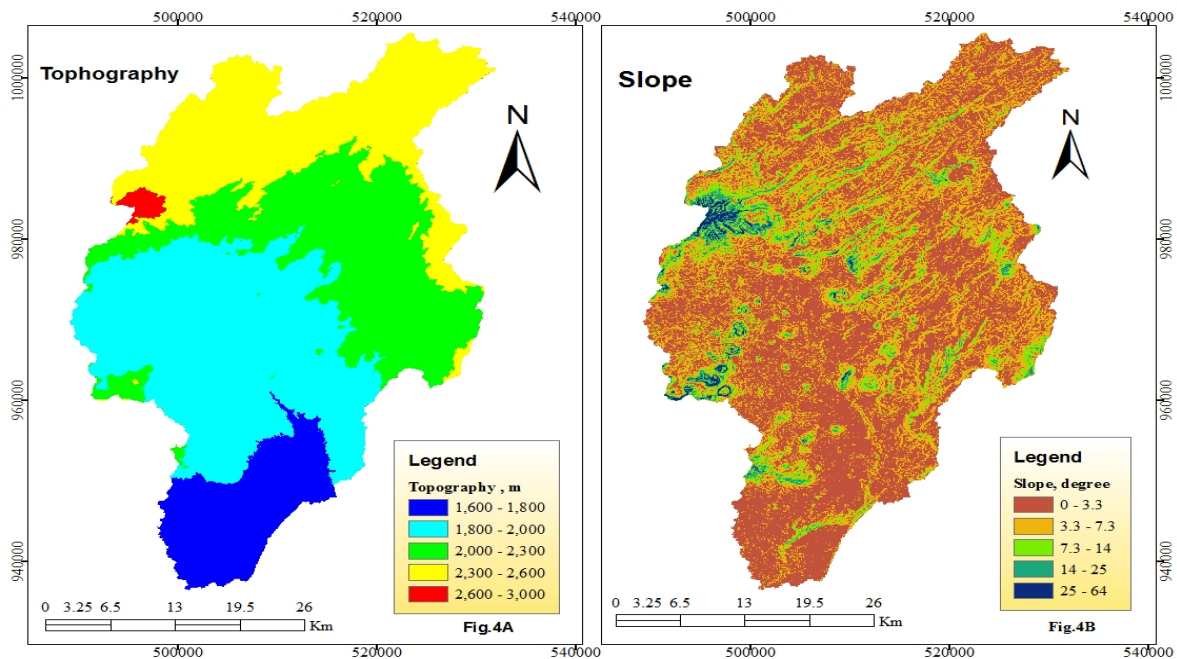 500000 520000 540000
500000 520000 540000
Tophography
N
1000000
980000
960000
940000
Legend
Topography , m
1,600 - 1,800
1,800 - 2,000
2,000 - 2,300
2,300 - 2,600
2,600 - 3,000
0 3.25 6.5 13 19.5 26
Km
Fig.4A
500000 520000 540000
Slope
N
1000000
980000
960000
940000
Legend
Slope, degree
0 - 3.3
3.3 - 7.3
7.3 - 14
14 - 25
25 - 64
0 3.25 6.5 13 19.5 26
Km
Fig.4B
500000 520000 540000
1000000
980000
960000
940000